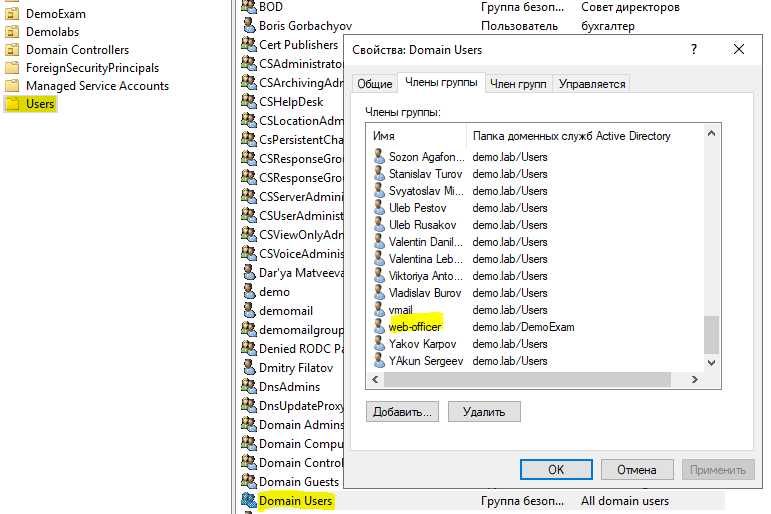 DemoExam
Demolabs
Domain Controllers
ForeignSecurityPrincipals
Managed Service Accounts
Users
BOD Группа безоп... Совет директоров
Boris Gorbachyov Пользователь бухгалтер
Cert Publishers
CSAdministrator
CSArchivingAdm
CSHelpDesk
CSLocationAdm
CsPersistentCha
CSResponseGro
CSResponseGro
CSServerAdminis
CSUserAdminist
CSViewOnlyAdm
CSVoiceAdminis
Dar'ya Matveeva
demo
demomail
demomailgroup
Denied RODC Pa
Dmitry Filatov
DnsAdmins
DnsUpdateProxy
Domain Admins
Domain Compu
Domain Control
Domain Guests Группа безоп... All domain guests
Domain Users Группа безоп... All domain users
Свойства: Domain Users
Общие Члены группы Член групп Управляется
Члены группы:
Имя Папка доменных служб Active Directory
Sozon Agafon... demo.lab/Users
Stanislav Turov demo.lab/Users
Svyatoslav Mi... demo.lab/Users
Uleb Pestov demo.lab/Users
Uleb Rusakov demo.lab/Users
Valentin Danil... demo.lab/Users
Valentina Leb... demo.lab/Users
Viktoriya Anto... demo.lab/Users
Vladislav Burov demo.lab/Users
vmail demo.lab/Users
web-officer demo.lab/DemoExam
Yakov Karpov demo.lab/Users
YAkun Sergeev demo.lab/Users
Добавить... Удалить
OK Отмена Применить